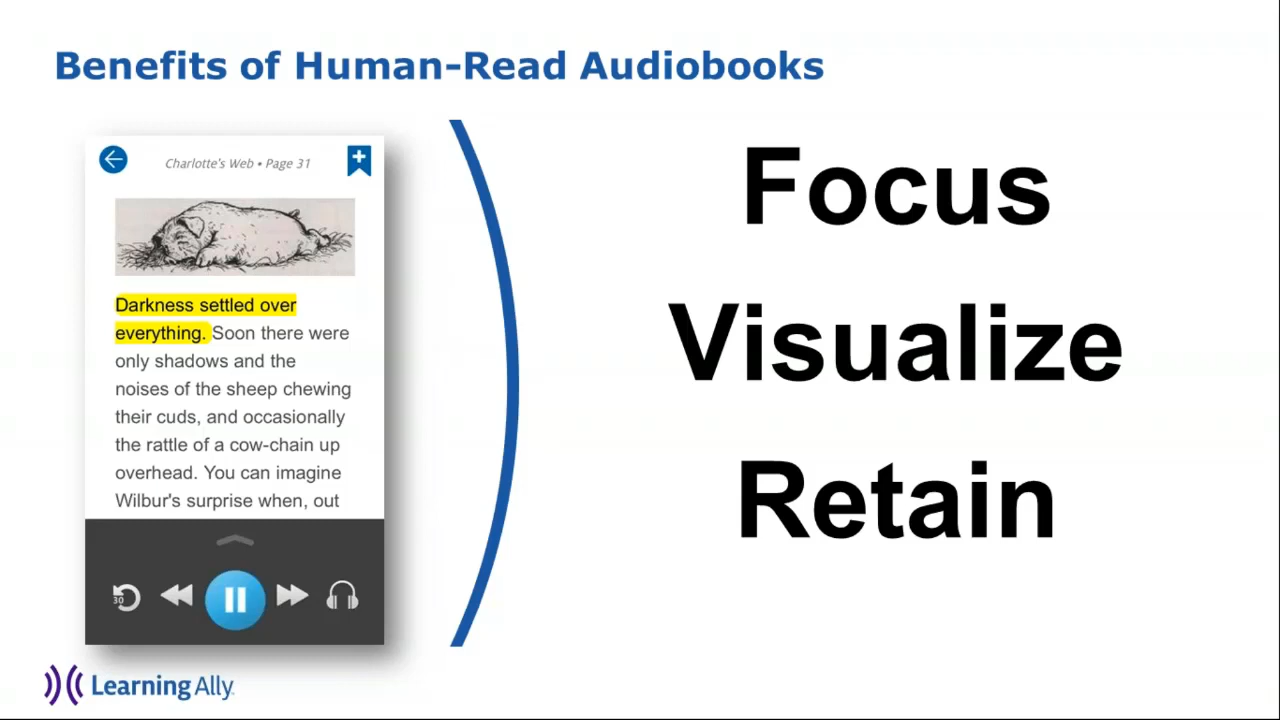 Benefits of Human-Read Audiobooks
Charlotte's Web • Page 31
Darkness settled over
everything. Soon there were
only shadows and the
noises of the sheep chewing
their cuds, and occasionally
the rattle of a cow-chain up
overhead. You can imagine
Wilbur's surprise when, out
30
Focus
Visualize
Retain
Learning Ally